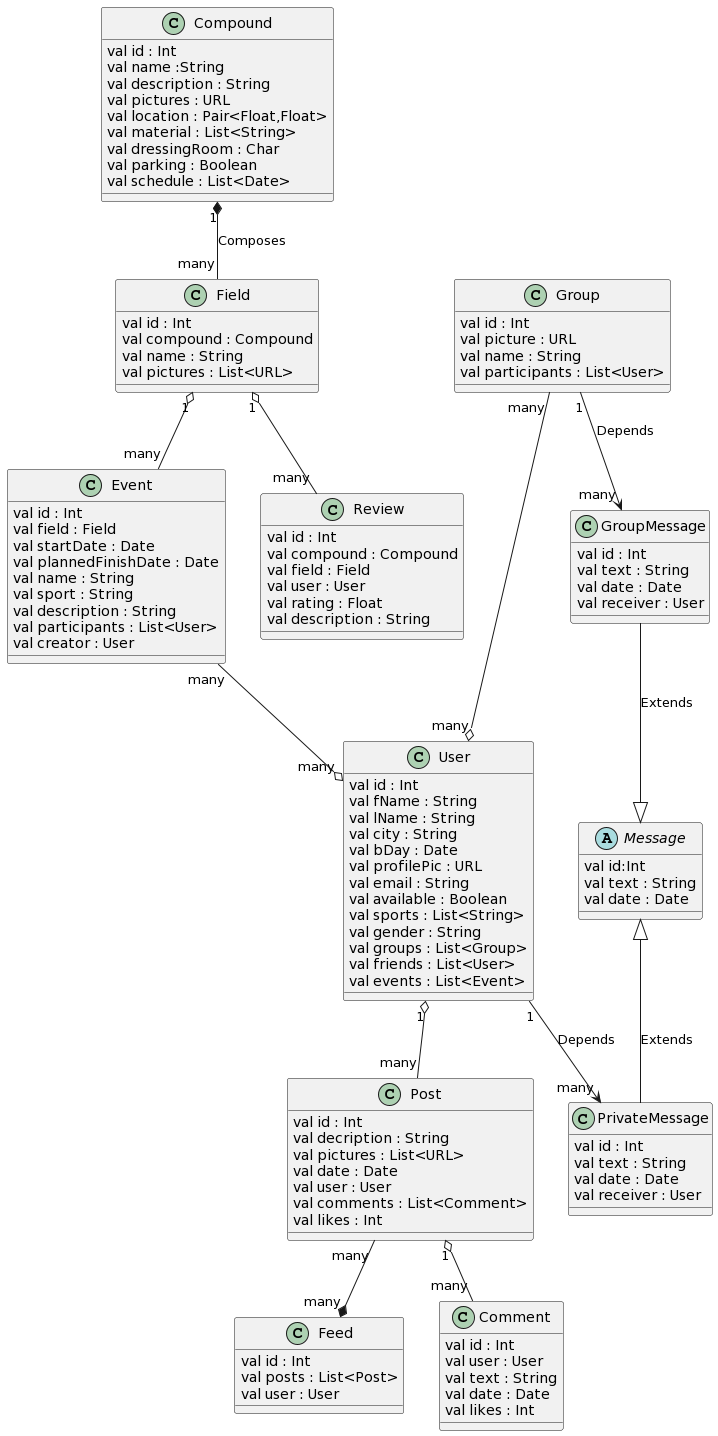 C Compound
val id : Int
val name :String
val description : String
val pictures : URL
val location : Pair<Float,Float>
val material : List<String>
val dressingRoom : Char
val parking : Boolean
val schedule : List<Date>
1
Composes
many
C Field
val id : Int
val compound : Compound
val name : String
val pictures : List<URL>
1
1
many
many
C Group
val id : Int
val picture : URL
val name : String
val participants : List<User>
many
1
Depends
many
C Event
val id : Int
val field : Field
val startDate : Date
val plannedFinishDate : Date
val name : String
val sport : String
val description : String
val participants : List<User>
val creator : User
many
many
C Review
val id : Int
val compound : Compound
val field : Field
val user : User
val rating : Float
val description : String
C GroupMessage
val id : Int
val text : String
val date : Date
val receiver : User
Extends
many
C User
val id : Int
val fName : String
val lName : String
val city : String
val bDay : Date
val profilePic : URL
val email : String
val available : Boolean
val sports : List<String>
val gender : String
val groups : List<Group>
val friends : List<User>
val events : List<Event>
A Message
val id:Int
val text : String
val date : Date
1
1
Depends
Extends
many
many
C Post
val id : Int
val decription : String
val pictures : List<URL>
val date : Date
val user : User
val comments : List<Comment>
val likes : Int
C PrivateMessage
val id : Int
val text : String
val date : Date
val receiver : User
many
1
many
many
C Feed
val id : Int
val posts : List<Post>
val user : User
C Comment
val id : Int
val user : User
val text : String
val date : Date
val likes : Int